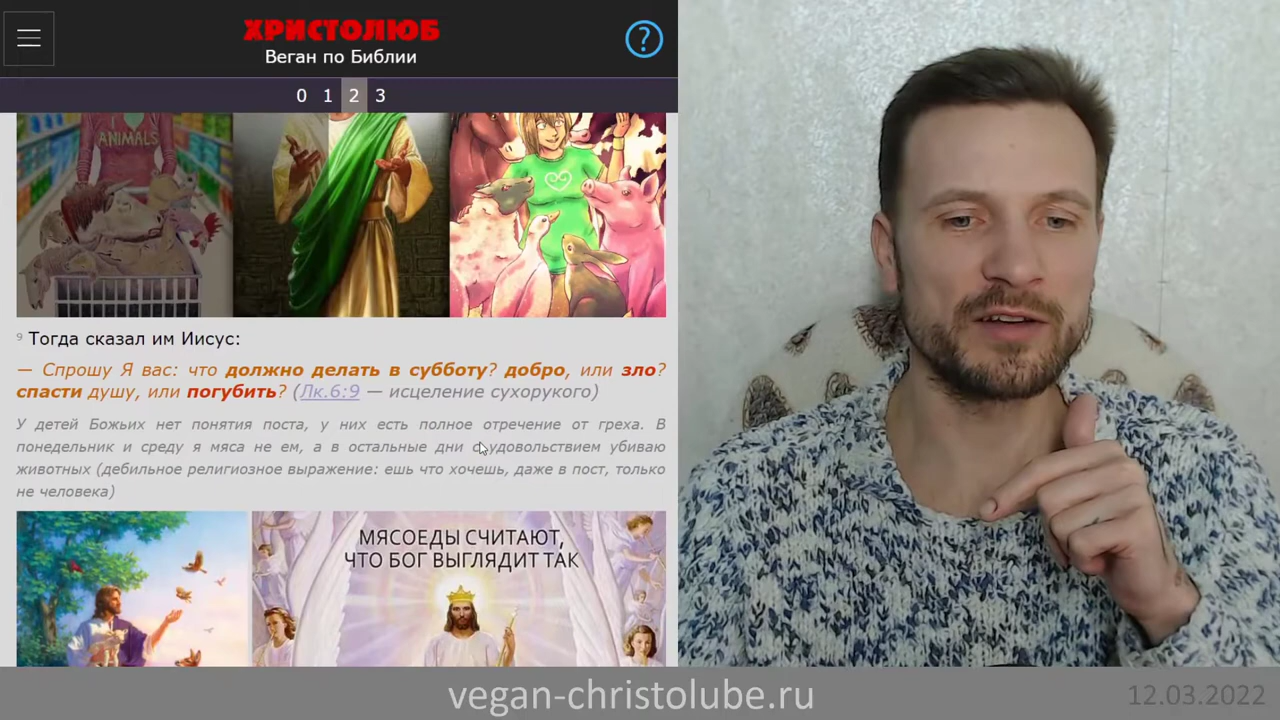 ХРИСТОЛЮБ
Веган по Библии
?
0 1 2 3
I
ANIMALS
9 Тогда сказал им Иисус:
— Спрошу Я вас: что должно делать в субботу? добро, или зло?
спасти душу, или погубить? (Лк.6:9 — исцеление сухорукого)
У детей Божьих нет понятия поста, у них есть полное отречение от греха. В
понедельник и среду я мяса не ем, а в остальные дни с удовольствием убиваю
животных (дебильное религиозное выражение: ешь что хочешь, даже в пост, только
не человека)
МЯСОЕДЫ СЧИТАЮТ,
ЧТО БОГ ВЫГЛЯДИТ ТАК
vegan-christolube.ru
12.03.2022